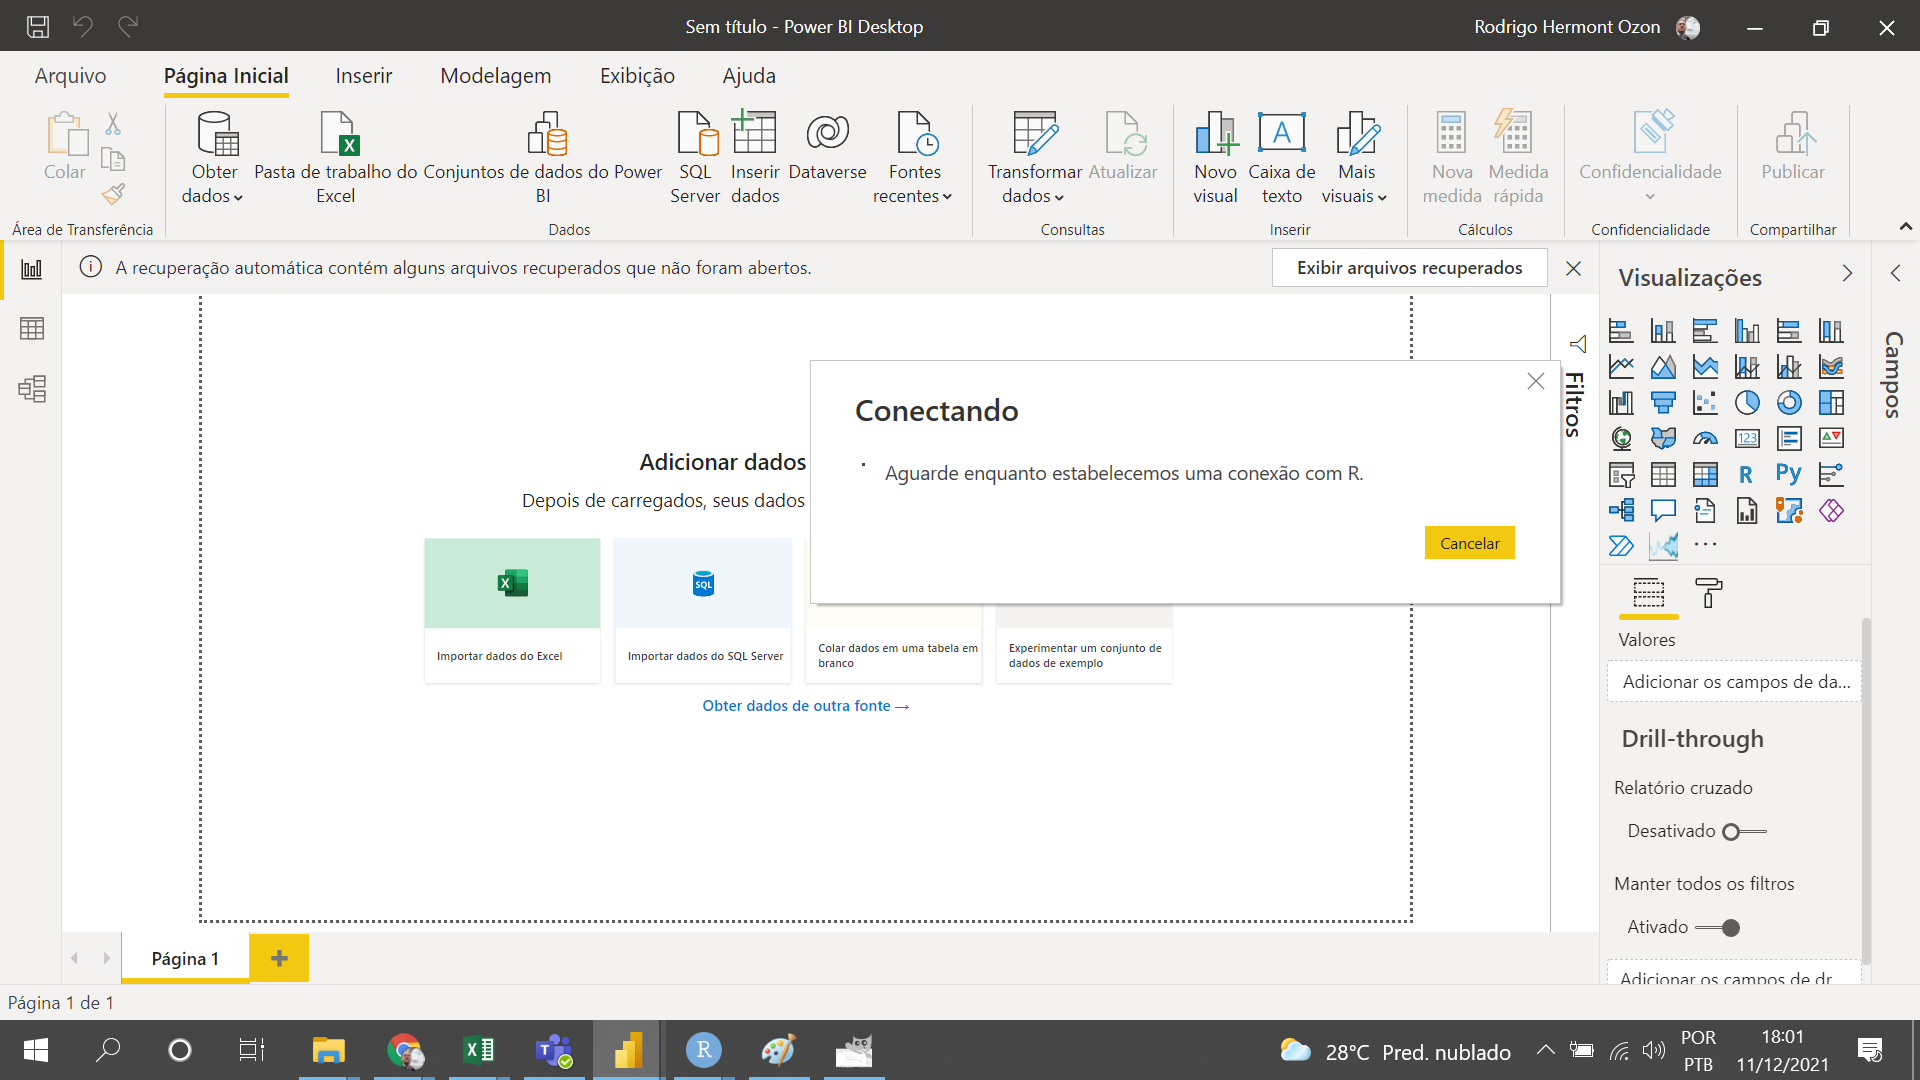 Sem título - Power BI Desktop
Rodrigo Hermont Ozon
Arquivo
Página Inicial
Inserir
Modelagem
Exibição
Ajuda
Colar
Obter
dados
Pasta de trabalho do
Excel
Conjuntos de dados do Power
BI
SQL
Server
Inserir
dados
Dataverse
Fontes
recentes
Transformar
dados
Atualizar
Novo
visual
Caixa de
texto
Mais
visuais
Nova
medida
Medida
rápida
Confidencialidade
Publicar
Área de Transferência
Dados
Consultas
Inserir
Cálculos
Confidencialidade
Compartilhar
A recuperação automática contém alguns arquivos recuperados que não foram abertos.
Exibir arquivos recuperados
Visualizações
Campos
Filtros
Conectando
Aguarde enquanto estabelecemos uma conexão com R.
Cancelar
Adicionar dados
Depois de carregados, seus dados
SQL
Importar dados do Excel
Importar dados do SQL Server
Colar dados em uma tabela em
branco
Experimentar um conjunto de
dados de exemplo
Obter dados de outra fonte →
123
R
Py
Valores
Adicionar os campos de da...
Drill-through
Relatório cruzado
Desativado
Manter todos os filtros
Ativado
Adicionar os campos de dr...
Página 1
Página 1 de 1
28°C Pred. nublado
POR
PTB
18:01
11/12/2021